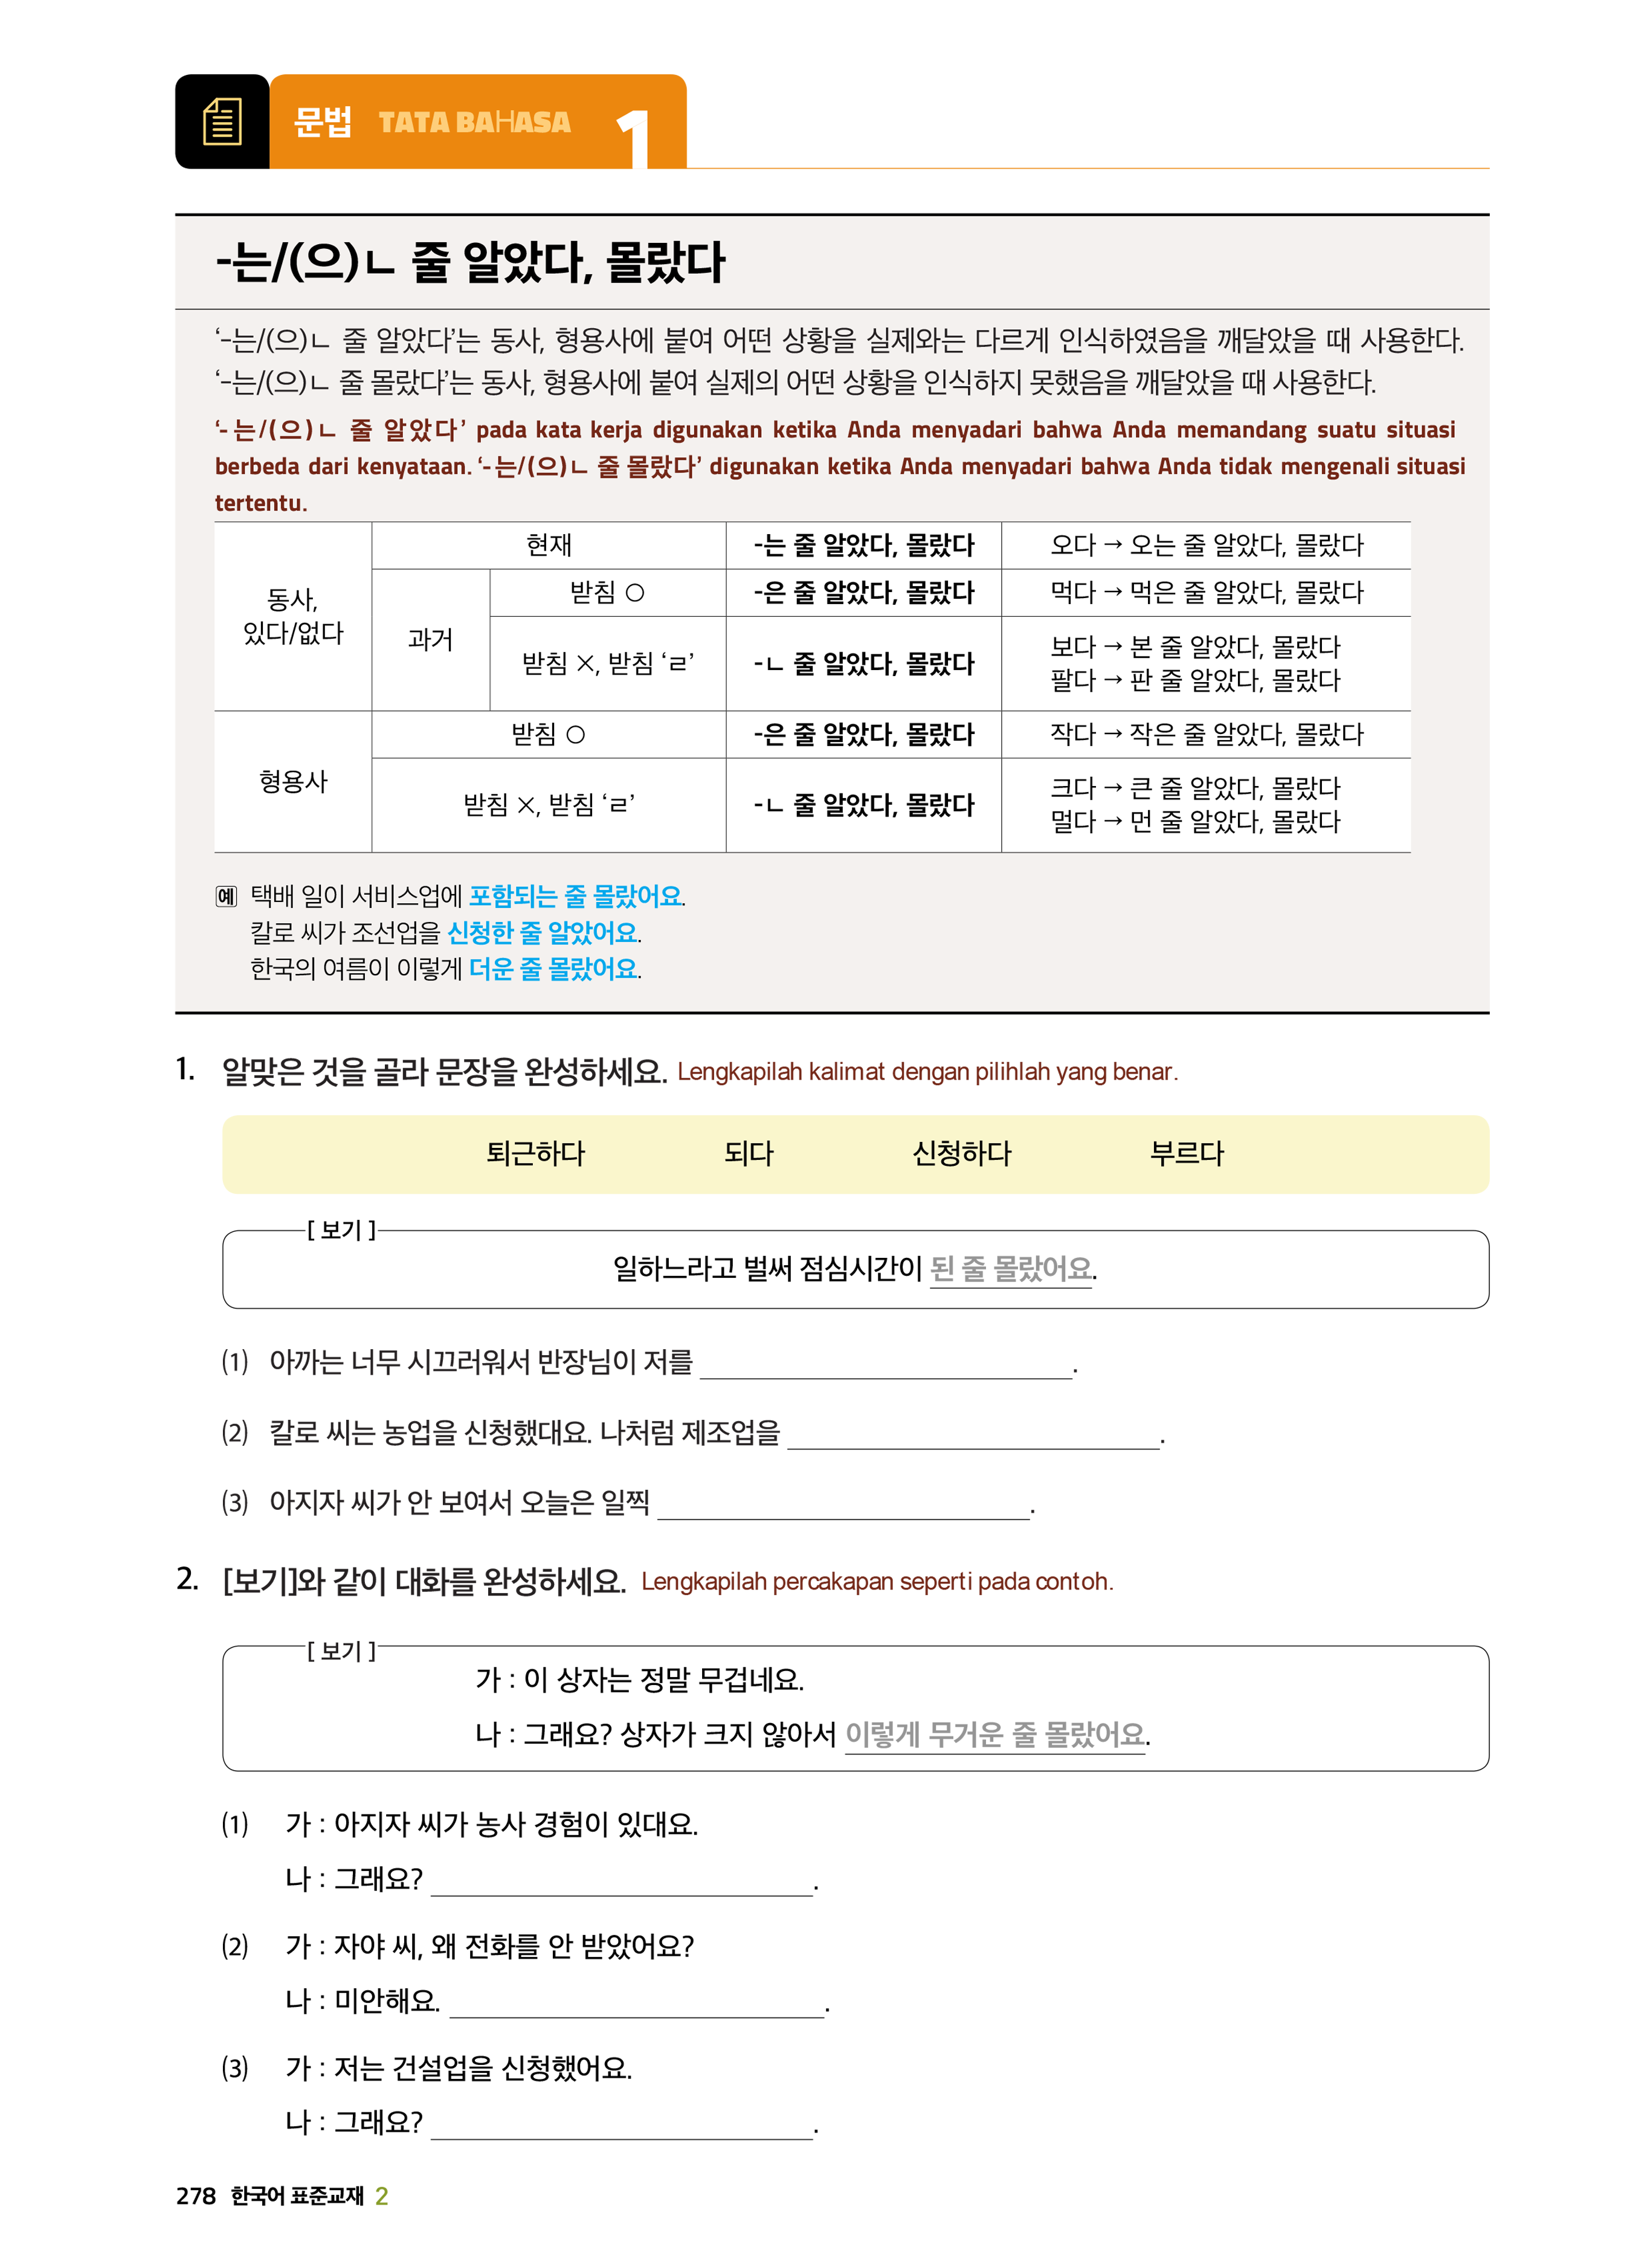 문법 TATA BAHASA 1
-는/(으)ㄴ 줄 알았다, 몰랐다
‘-는/(으)ㄴ 줄 알았다’는 동사, 형용사에 붙여 어떤 상황을 실제와는 다르게 인식하였음을 깨달았을 때 사용한다.
‘-는/(으)ㄴ 줄 몰랐다’는 동사, 형용사에 붙여 실제의 어떤 상황을 인식하지 못했음을 깨달았을 때 사용한다.
‘-는/(으)ㄴ 줄 알았다’ pada kata kerja digunakan ketika Anda menyadari bahwa Anda memandang suatu situasi
berbeda dari kenyataan. ‘-는/(으)ㄴ 줄 몰랐다’ digunakan ketika Anda menyadari bahwa Anda tidak mengenali situasi
tertentu.
동사,
있다/없다
현재 -는 줄 알았다, 몰랐다 오다 → 오는 줄 알았다, 몰랐다
과거
받침 ○ -은 줄 알았다, 몰랐다 먹다 → 먹은 줄 알았다, 몰랐다
받침 ×, 받침 ‘ㄹ’ -ㄴ 줄 알았다, 몰랐다 보다 → 본 줄 알았다, 몰랐다
팔다 → 판 줄 알았다, 몰랐다
형용사
받침 ○ -은 줄 알았다, 몰랐다 작다 → 작은 줄 알았다, 몰랐다
받침 ×, 받침 ‘ㄹ’ -ㄴ 줄 알았다, 몰랐다 크다 → 큰 줄 알았다, 몰랐다
멀다 → 먼 줄 알았다, 몰랐다
예 택배 일이 서비스업에 포함되는 줄 몰랐어요.
칼로 씨가 조선업을 신청한 줄 알았어요.
한국의 여름이 이렇게 더운 줄 몰랐어요.
1. 알맞은 것을 골라 문장을 완성하세요. Lengkapilah kalimat dengan pilihlah yang benar.
퇴근하다 되다 신청하다 부르다
[ 보기 ]
일하느라고 벌써 점심시간이 된 줄 몰랐어요.
(1) 아까는 너무 시끄러워서 반장님이 저를 ____________.
(2) 칼로 씨는 농업을 신청했대요. 나처럼 제조업을 ____________.
(3) 아지자 씨가 안 보여서 오늘은 일찍 ____________.
2. [보기]와 같이 대화를 완성하세요. Lengkapilah percakapan seperti pada contoh.
[ 보기 ]
가 : 이 상자는 정말 무겁네요.
나 : 그래요? 상자가 크지 않아서 이렇게 무거운 줄 몰랐어요.
(1) 가 : 아지자 씨가 농사 경험이 있대요.
나 : 그래요? ____________.
(2) 가 : 자야 씨, 왜 전화를 안 받았어요?
나 : 미안해요. ____________.
(3) 가 : 저는 건설업을 신청했어요.
나 : 그래요? ____________.
278 한국어 표준교재 2